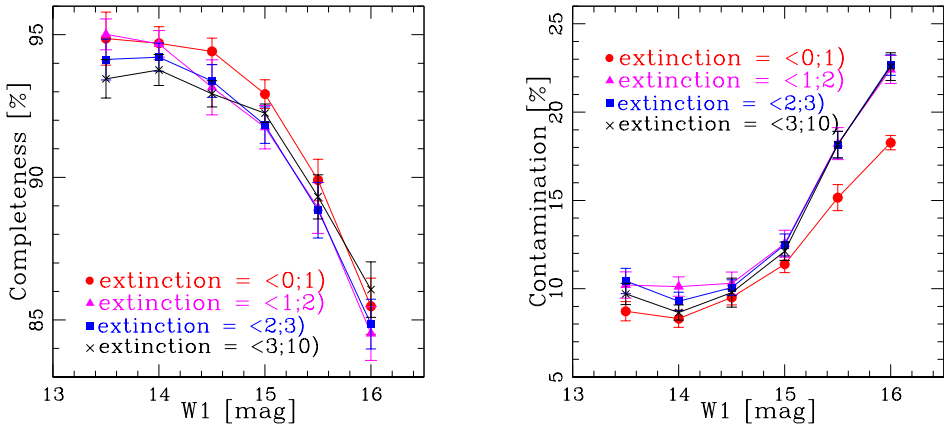 95
90
85
Completeness [%]
extinction = <0;1)
extinction = <1;2)
extinction = <2;3)
extinction = <3;10)
13 14 15 16
W1 [mag]
25
20
15
10
5
Contamination [%]
extinction = <0;1)
extinction = <1;2)
extinction = <2;3)
extinction = <3;10)
13 14 15 16
W1 [mag]